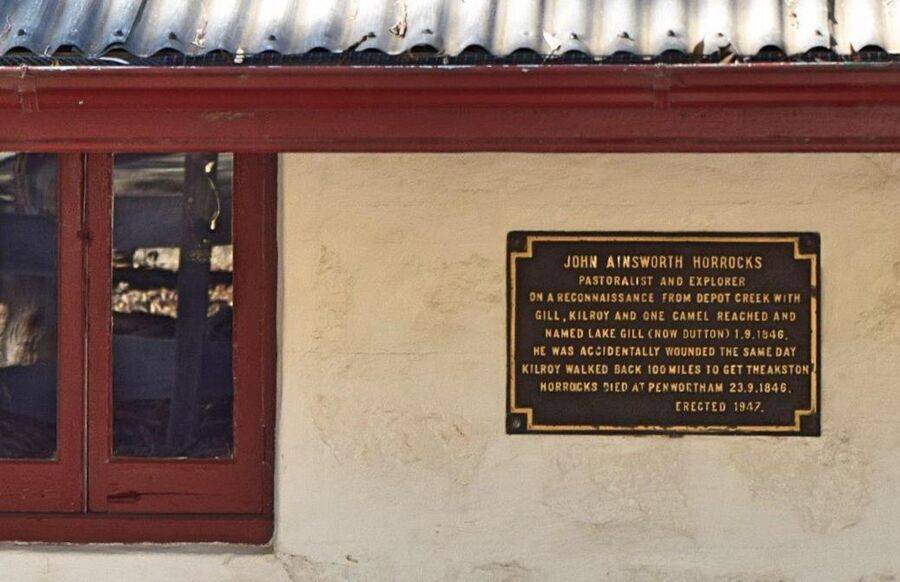 JOHN AINSWORTH HORROCKS
PASTORALIST AND EXPLORER
ON A RECONNAISSANCE FROM DEPOT CREEK WITH
GILL, KILROY AND ONE CAMEL REACHED AND
NAMED LAKE GILL (NOW DUTTON) 1.9.1846.
HE WAS ACCIDENTALLY WOUNDED THE SAME DAY
KILROY WALKED BACK 100 MILES TO GET THEAKSTON
HORROCKS DIED AT PENWORTHAM 23.9.1846.
ERECTED 1947.